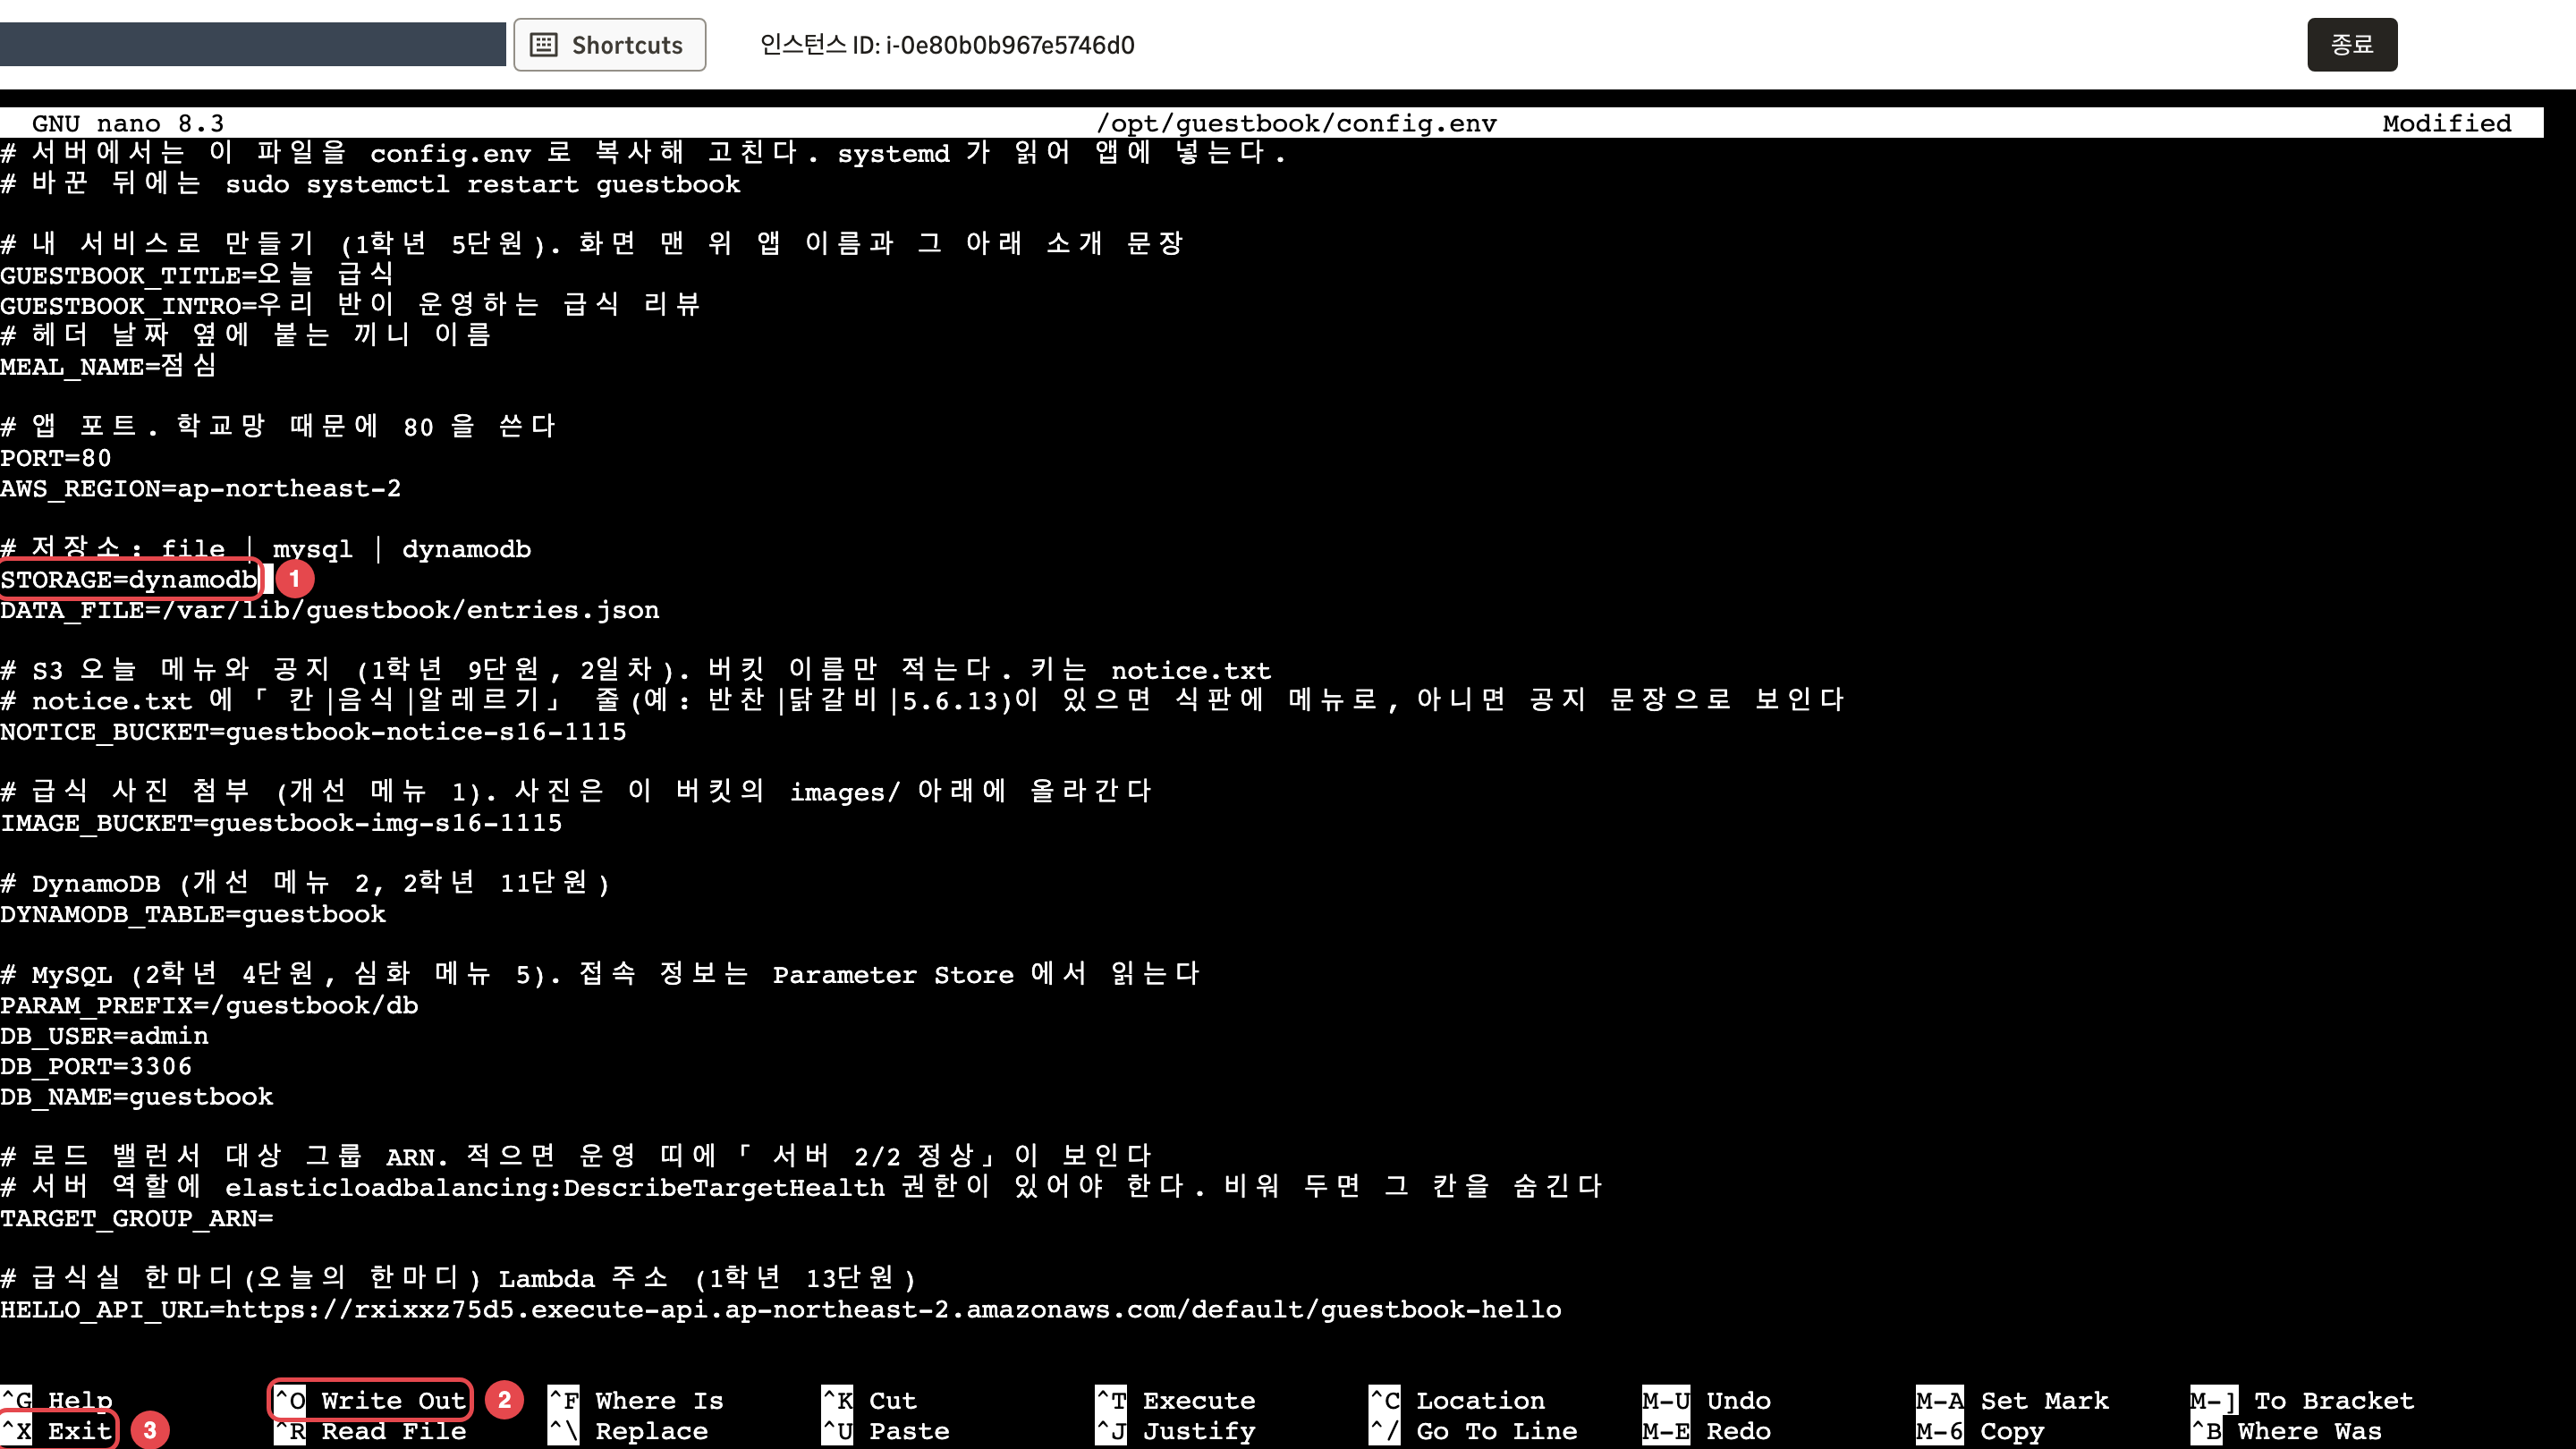 Shortcuts
인스턴스 ID: i-0e80b0b967e5746d0
종료
GNU nano 8.3 /opt/guestbook/config.env Modified
# 서버에서는 이 파일을 config.env 로 복사해 고친다. systemd 가 읽어 앱에 넣는다.
# 바꾼 뒤에는 sudo systemctl restart guestbook
# 내 서비스로 만들기 (1학년 5단원). 화면 맨 위 앱 이름과 그 아래 소개 문장
GUESTBOOK_TITLE=오늘 급식
GUESTBOOK_INTRO=우리 반이 운영하는 급식 리뷰
# 헤더 날짜 옆에 붙는 끼니 이름
MEAL_NAME=점심
# 앱 포트. 학교망 때문에 80 을 쓴다
PORT=80
AWS_REGION=ap-northeast-2
# 저장소: file | mysql | dynamodb
STORAGE=dynamodb 1
DATA_FILE=/var/lib/guestbook/entries.json
# S3 오늘 메뉴와 공지 (1학년 9단원, 2일차). 버킷 이름만 적는다. 키는 notice.txt
# notice.txt 에「 칸|음식|알레르기」 줄(예: 반찬|닭갈비|5.6.13)이 있으면 식판에 메뉴로, 아니면 공지 문장으로 보인다
NOTICE_BUCKET=guestbook-notice-s16-1115
# 급식 사진 첨부 (개선 메뉴 1). 사진은 이 버킷의 images/ 아래에 올라간다
IMAGE_BUCKET=guestbook-img-s16-1115
# DynamoDB (개선 메뉴 2, 2학년 11단원)
DYNAMODB_TABLE=guestbook
# MySQL (2학년 4단원, 심화 메뉴 5). 접속 정보는 Parameter Store 에서 읽는다
PARAM_PREFIX=/guestbook/db
DB_USER=admin
DB_PORT=3306
DB_NAME=guestbook
# 로드 밸런서 대상 그룹 ARN. 적으면 운영 띠에「 서버 2/2 정상」이 보인다
# 서버 역할에 elasticloadbalancing:DescribeTargetHealth 권한이 있어야 한다. 비워 두면 그 칸을 숨긴다
TARGET_GROUP_ARN=
# 급식실 한마디(오늘의 한마디) Lambda 주소 (1학년 13단원)
HELLO_API_URL=https://rxixxz75d5.execute-api.ap-northeast-2.amazonaws.com/default/guestbook-hello
^G Help ^O Write Out 2 ^F Where Is ^K Cut ^T Execute ^C Location M-U Undo M-A Set Mark M-] To Bracket
^X Exit 3 ^R Read File ^\ Replace ^U Paste ^J Justify ^/ Go To Line M-E Redo M-6 Copy ^B Where Was